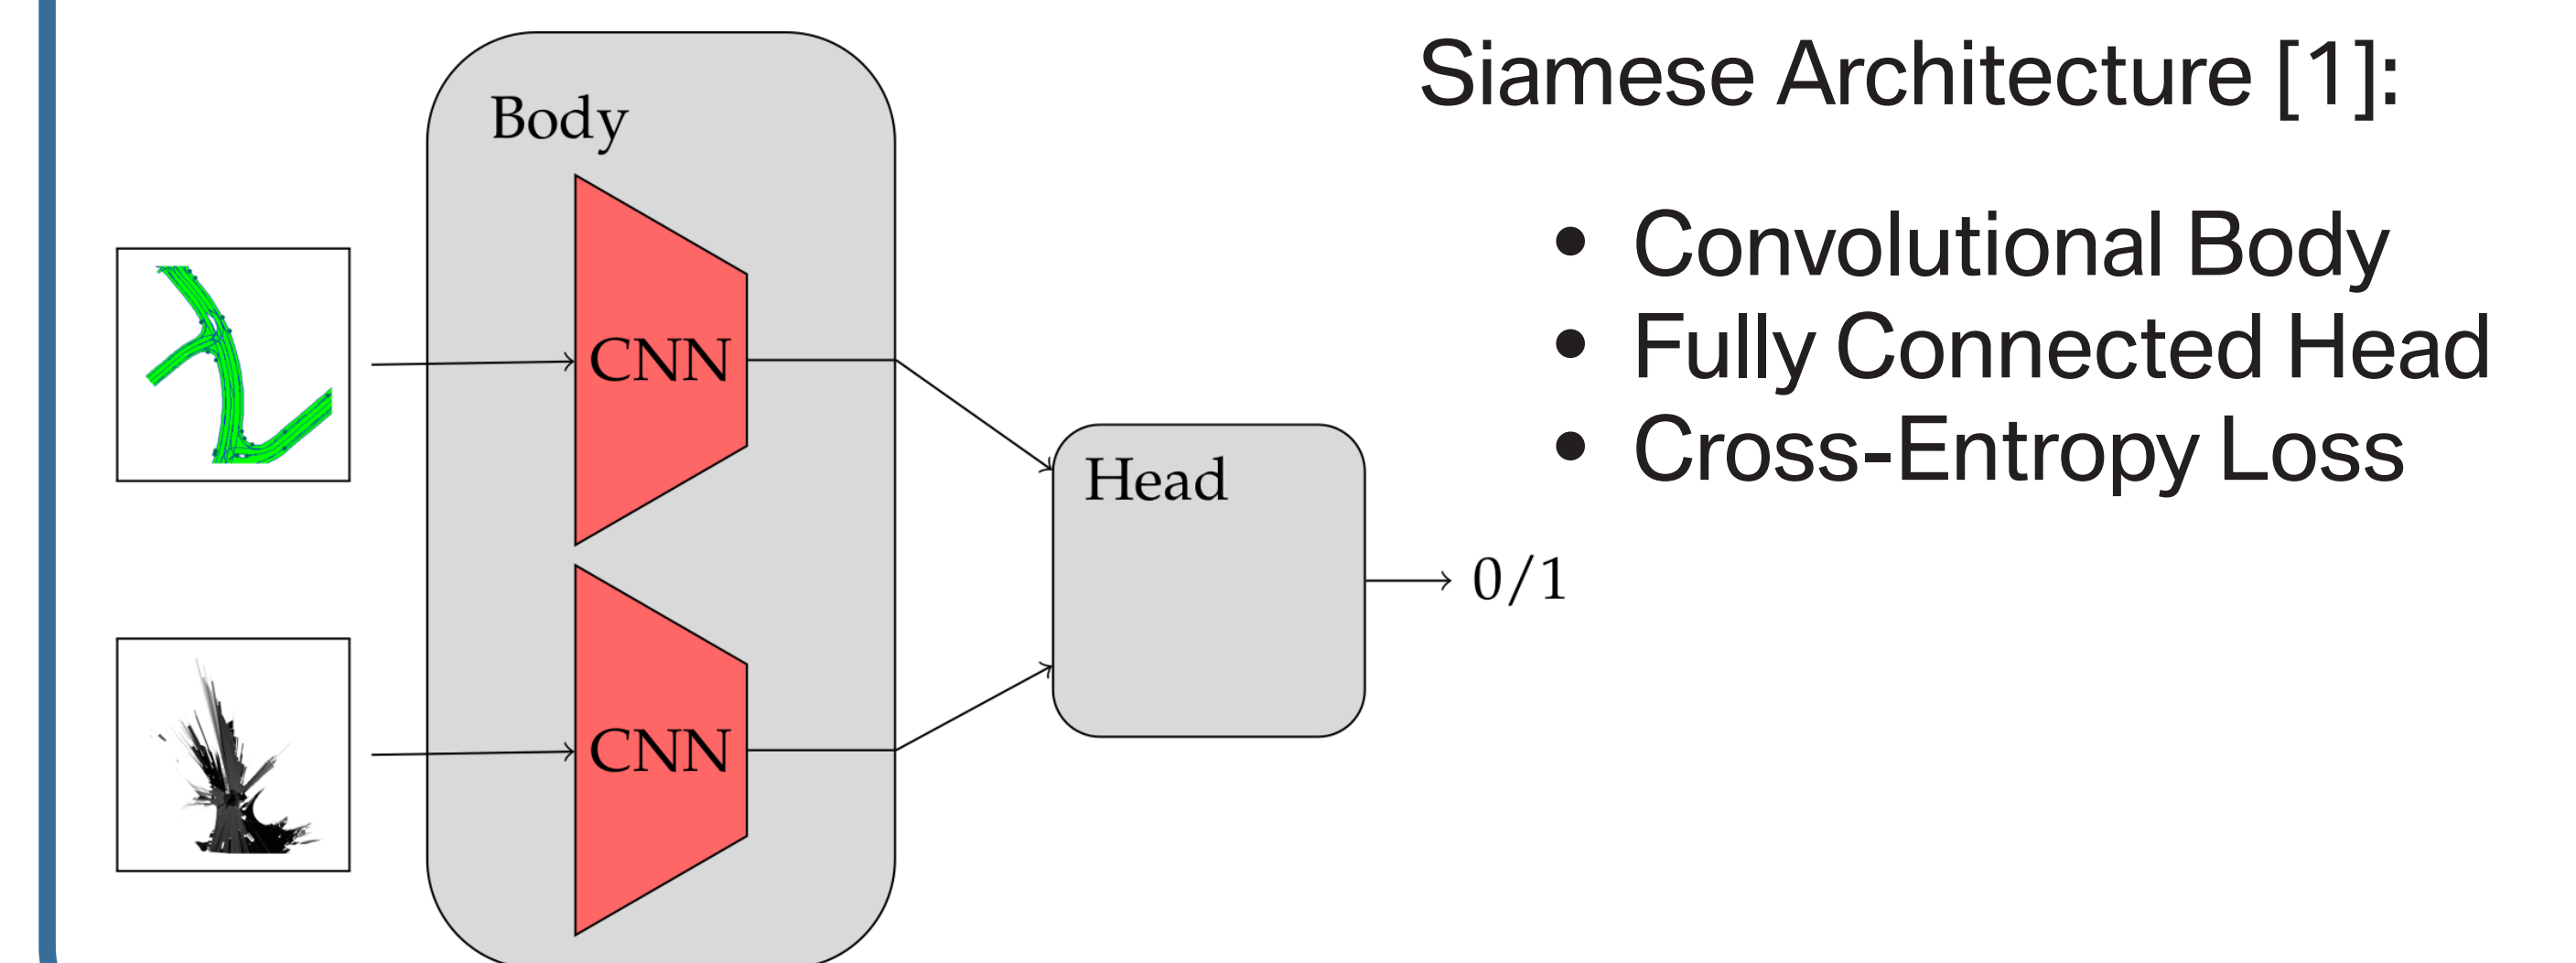 Body
CNN
CNN
Head
0/1
Siamese Architecture [1]:
• Convolutional Body
• Fully Connected Head
• Cross-Entropy Loss